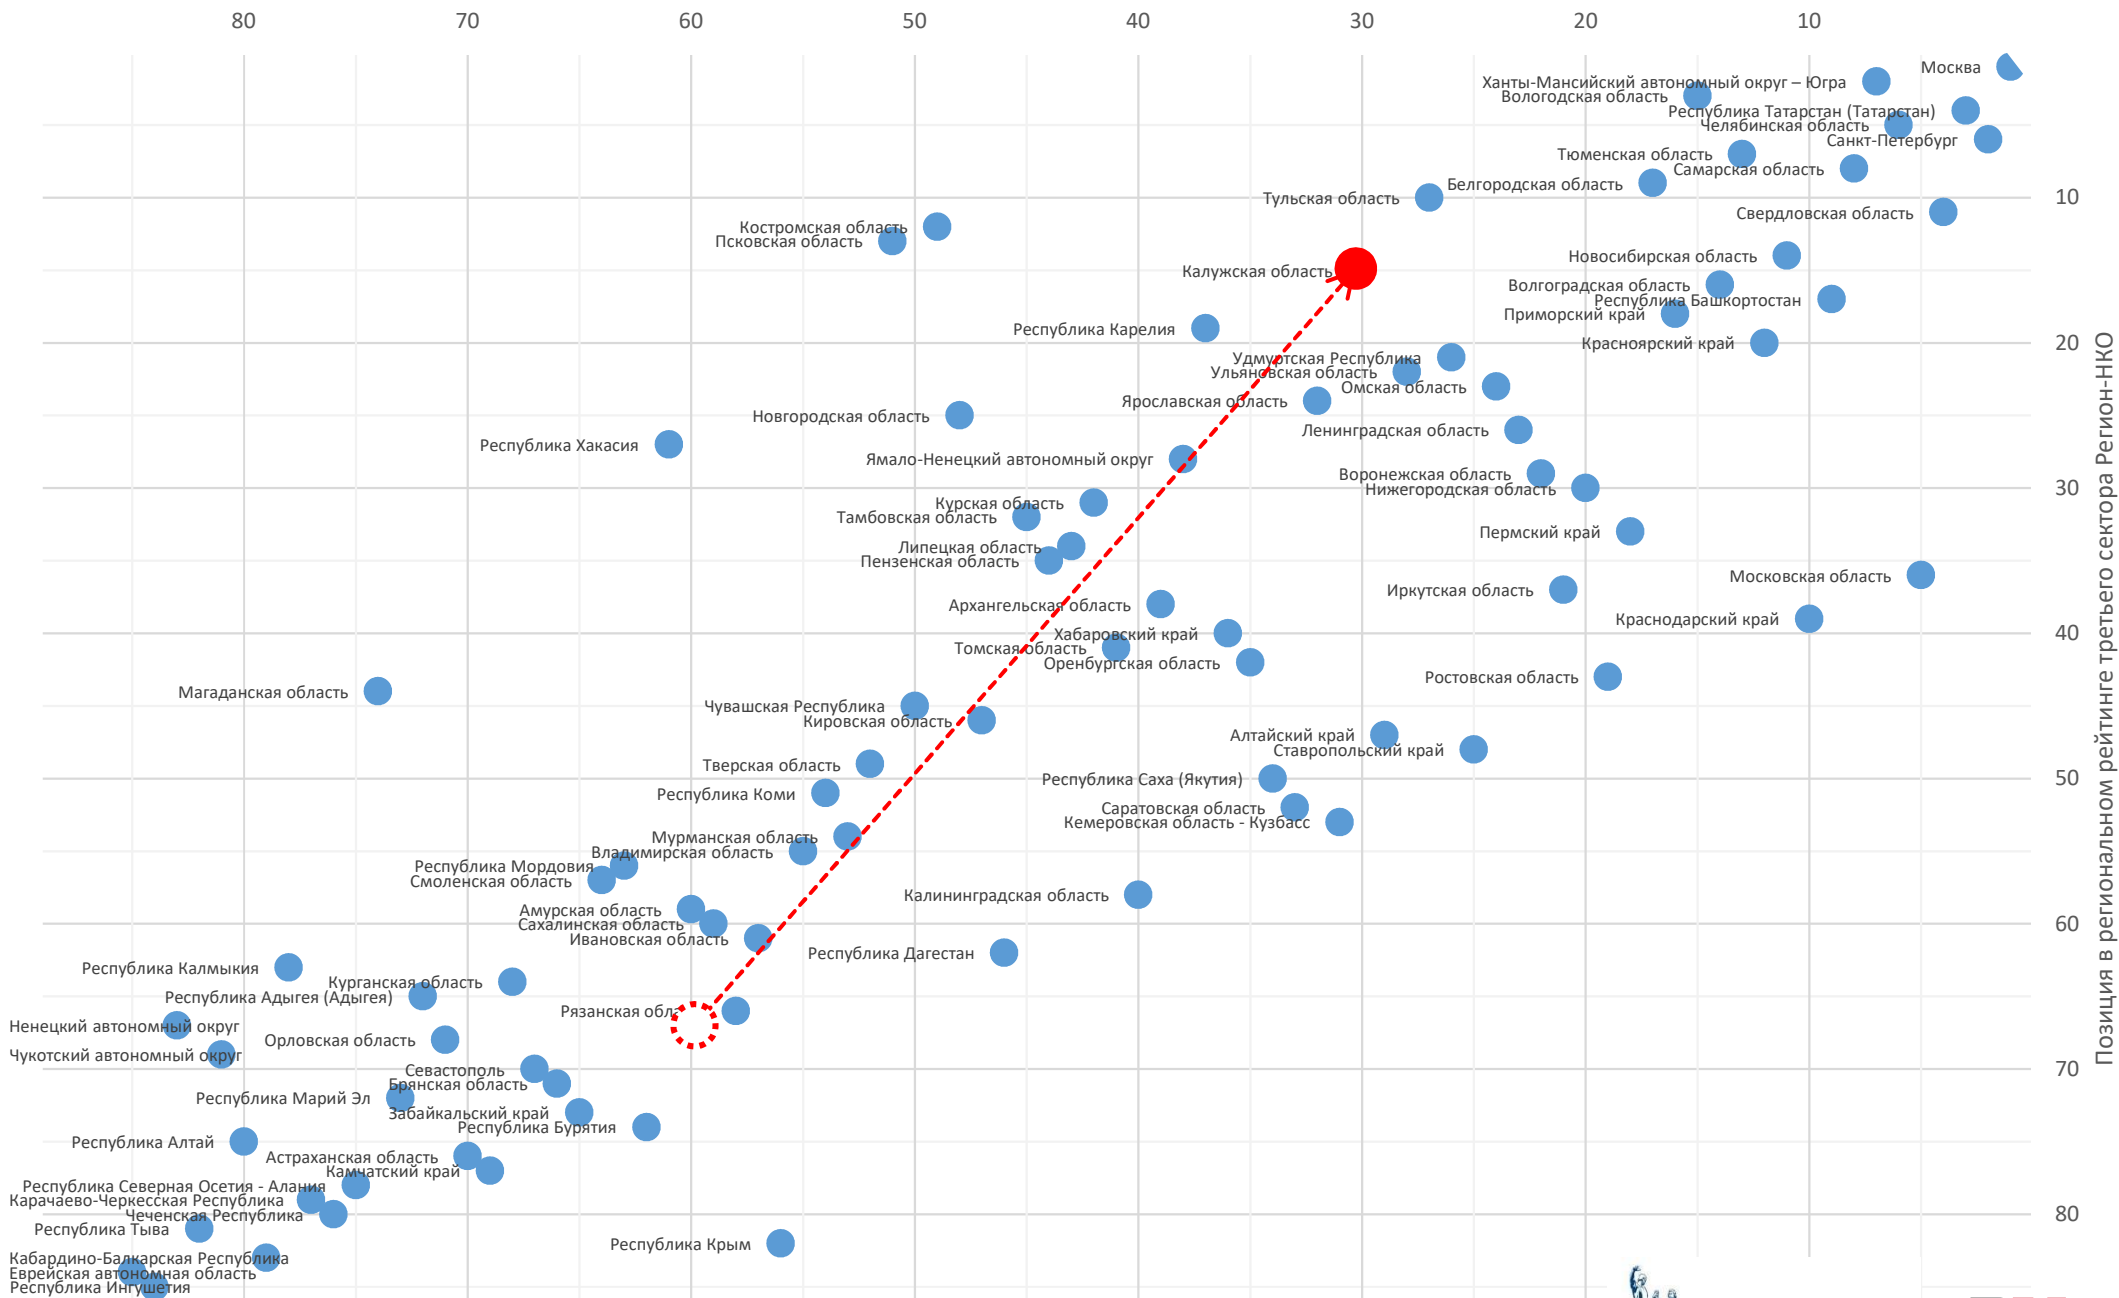 80 70 60 50 40 30 20 10
Москва
Ханты-Мансийский автономный округ – Югра
Вологодская область
Республика Татарстан (Татарстан)
Челябинская область
Санкт-Петербург
Тюменская область
Самарская область
Белгородская область
Тульская область
10
Свердловская область
Костромская область
Псковская область
Новосибирская область
Калужская область
Волгоградская область
Республика Башкортостан
Приморский край
Республика Карелия
Красноярский край
20
Удмуртская Республика
Ульяновская область
Омская область
Ярославская область
Новгородская область
Ленинградская область
Республика Хакасия
Ямало-Ненецкий автономный округ
Воронежская область
Нижегородская область
30
Курская область
Тамбовская область
Пермский край
Липецкая область
Пензенская область
Московская область
Иркутская область
Архангельская область
Краснодарский край
Хабаровский край
40
Томская область
Оренбургская область
Ростовская область
Магаданская область
Чувашская Республика
Кировская область
Алтайский край
Ставропольский край
Тверская область
Республика Саха (Якутия)
50
Республика Коми
Саратовская область
Кемеровская область - Кузбасс
Мурманская область
Владимирская область
Республика Мордовия
Смоленская область
Калининградская область
Амурская область
Сахалинская область
60
Ивановская область
Республика Дагестан
Республика Калмыкия
Курганская область
Республика Адыгея (Адыгея)
Рязанская обла
Ненецкий автономный округ
Орловская область
Чукотский автономный округ
Севастополь
70
Брянская область
Республика Марий Эл
Забайкальский край
Республика Бурятия
Республика Алтай
Астраханская область
Камчатский край
Республика Северная Осетия - Алания
Карачаево-Черкесская Республика
Чеченская Республика
80
Республика Тыва
Республика Крым
Кабардино-Балкарская Республика
Еврейская автономная область
Республика Ингушетия
Позиция в региональном рейтинге третьего сектора Регион-НКО